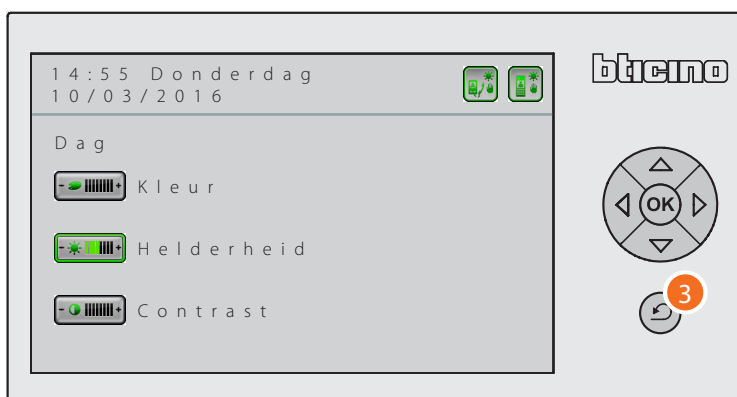 14:55 Donderdag
10/03/2016
bticino
Dag
- + Kleur
- + Helderheid
- + Contrast
OK
3